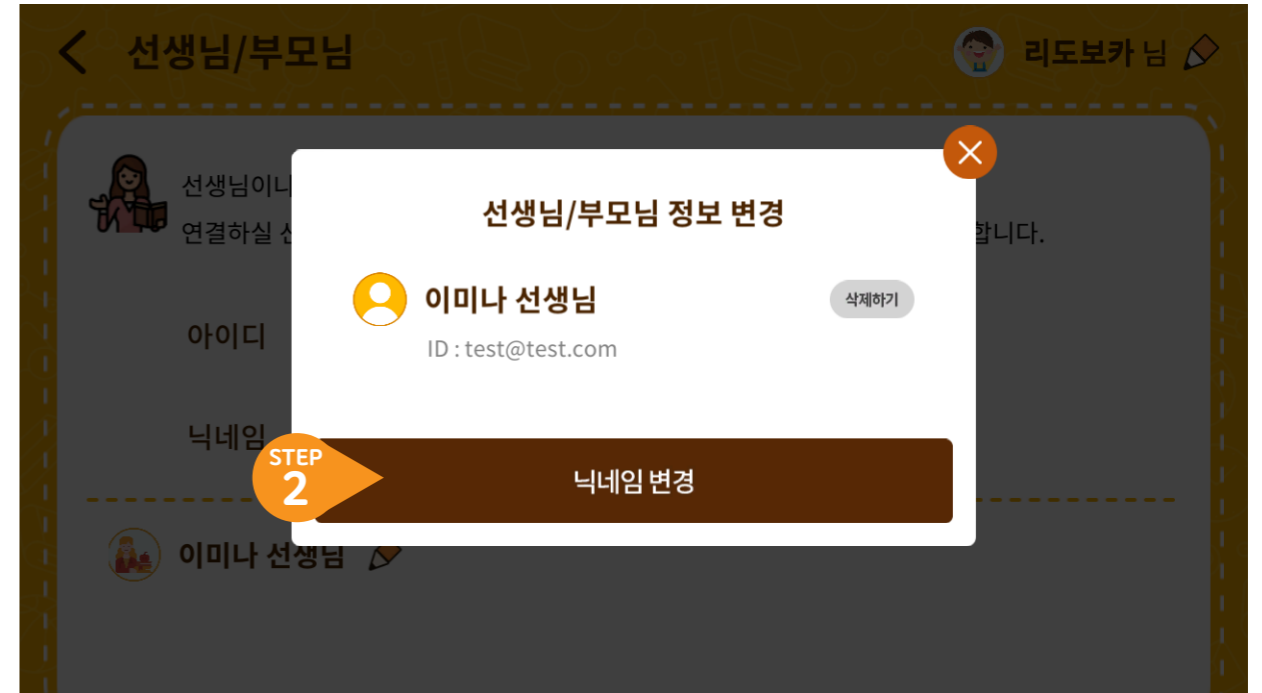 선생님/부모님
리도보카 님
선생님이나
연결하실 합니다.
선생님/부모님 정보 변경
이미나 선생님
삭제하기
ID : test@test.com
아이디
닉네임
STEP
2
닉네임 변경
이미나 선생님